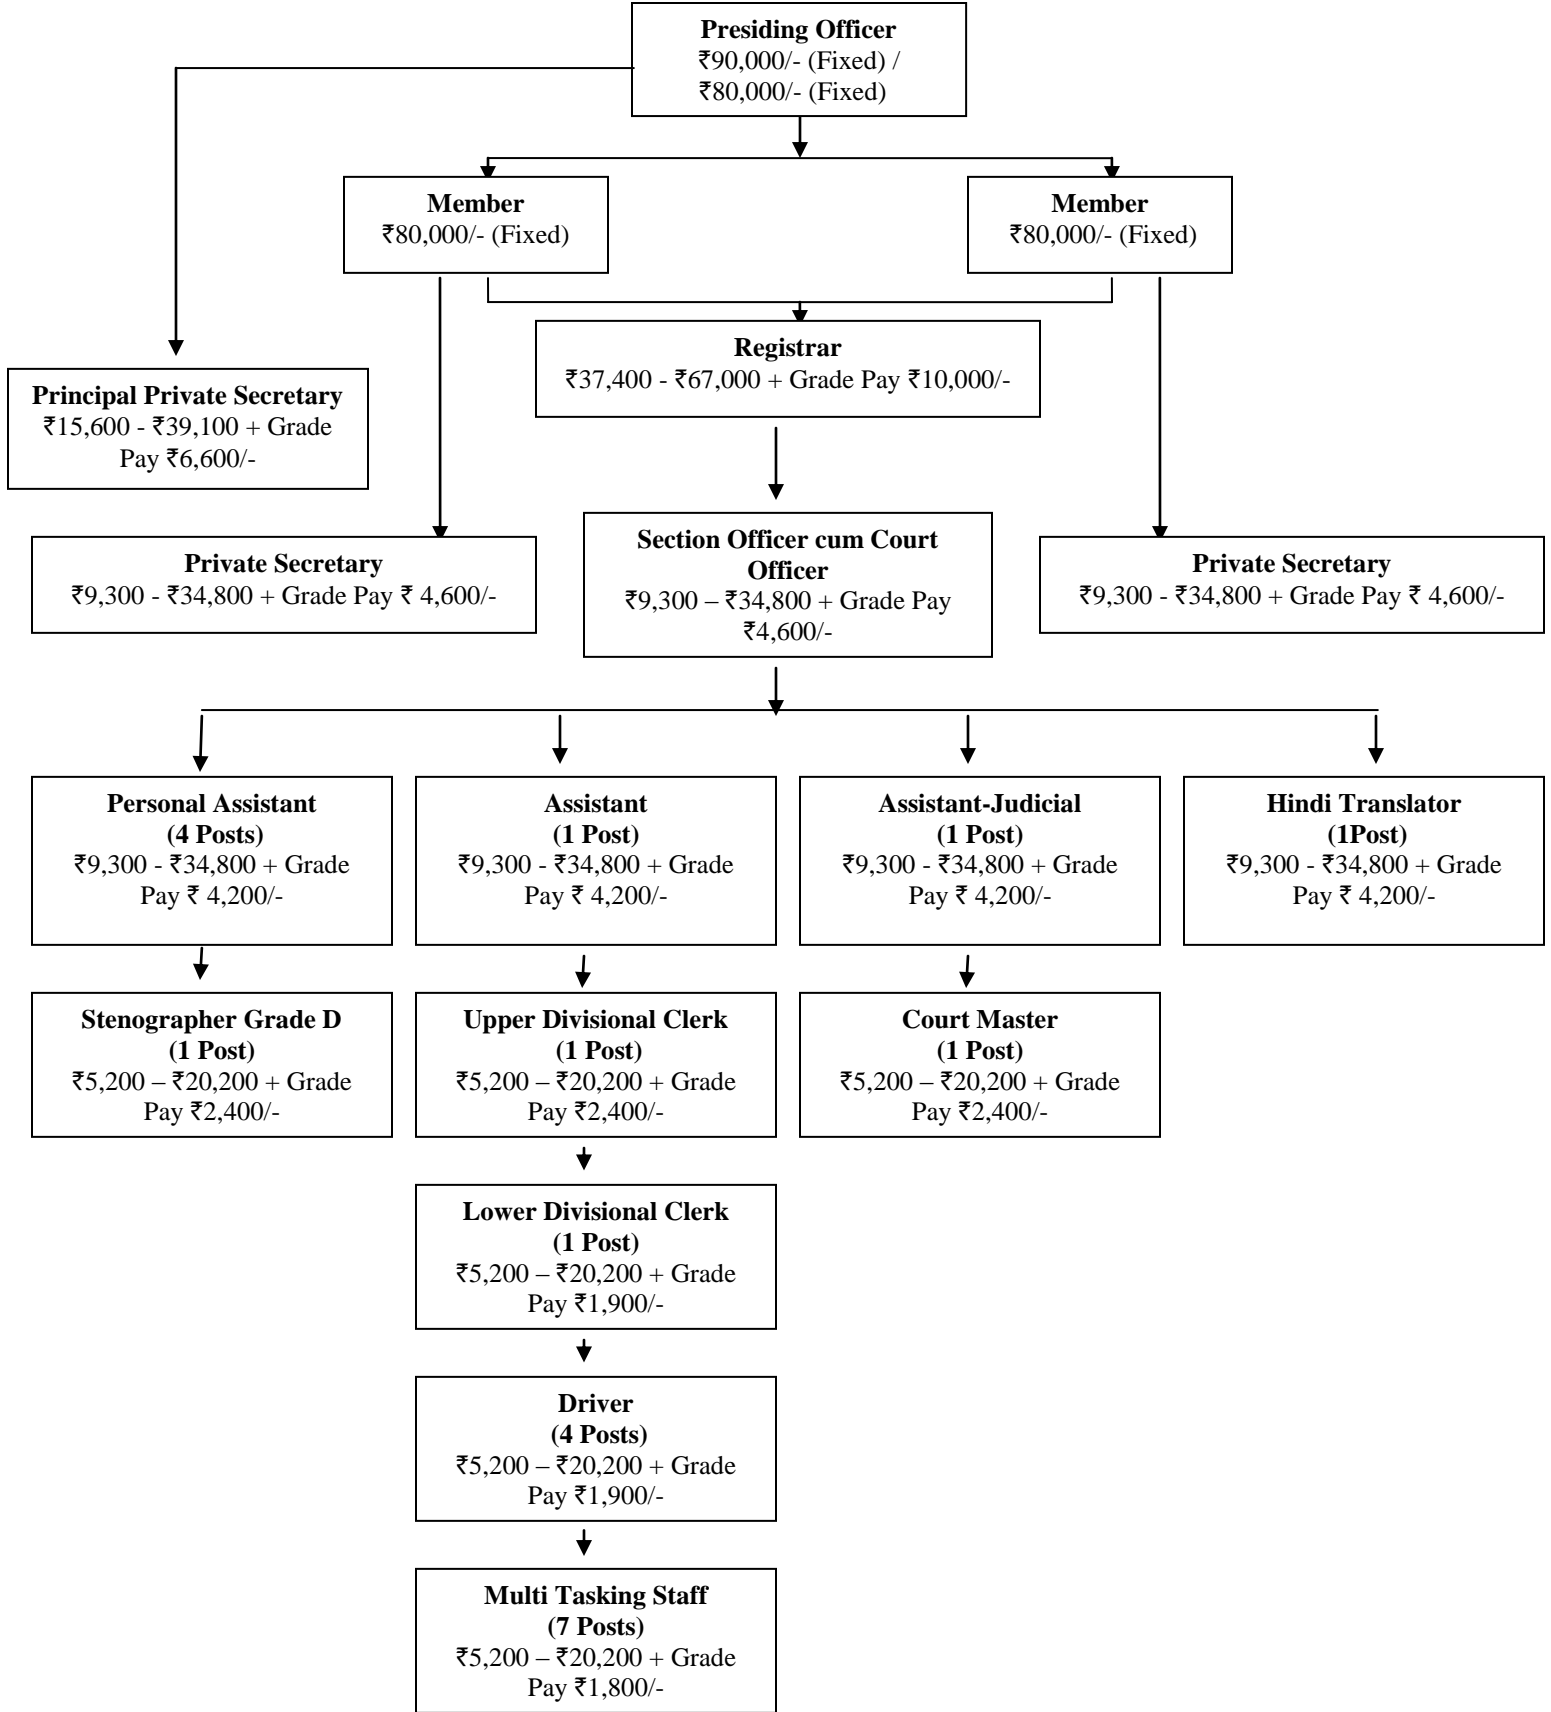 Presiding Officer
₹90,000/- (Fixed) /
₹80,000/- (Fixed)
Member
₹80,000/- (Fixed)
Member
₹80,000/- (Fixed)
Registrar
₹37,400 - ₹67,000 + Grade Pay ₹10,000/-
Principal Private Secretary
₹15,600 - ₹39,100 + Grade
Pay ₹6,600/-
Private Secretary
₹9,300 - ₹34,800 + Grade Pay ₹ 4,600/-
Section Officer cum Court
Officer
₹9,300 – ₹34,800 + Grade Pay
₹4,600/-
Private Secretary
₹9,300 - ₹34,800 + Grade Pay ₹ 4,600/-
Personal Assistant
(4 Posts)
₹9,300 - ₹34,800 + Grade
Pay ₹ 4,200/-
Assistant
(1 Post)
₹9,300 - ₹34,800 + Grade
Pay ₹ 4,200/-
Assistant-Judicial
(1 Post)
₹9,300 - ₹34,800 + Grade
Pay ₹ 4,200/-
Hindi Translator
(1Post)
₹9,300 - ₹34,800 + Grade
Pay ₹ 4,200/-
Stenographer Grade D
(1 Post)
₹5,200 – ₹20,200 + Grade
Pay ₹2,400/-
Upper Divisional Clerk
(1 Post)
₹5,200 – ₹20,200 + Grade
Pay ₹2,400/-
Court Master
(1 Post)
₹5,200 – ₹20,200 + Grade
Pay ₹2,400/-
Lower Divisional Clerk
(1 Post)
₹5,200 – ₹20,200 + Grade
Pay ₹1,900/-
Driver
(4 Posts)
₹5,200 – ₹20,200 + Grade
Pay ₹1,900/-
Multi Tasking Staff
(7 Posts)
₹5,200 – ₹20,200 + Grade
Pay ₹1,800/-